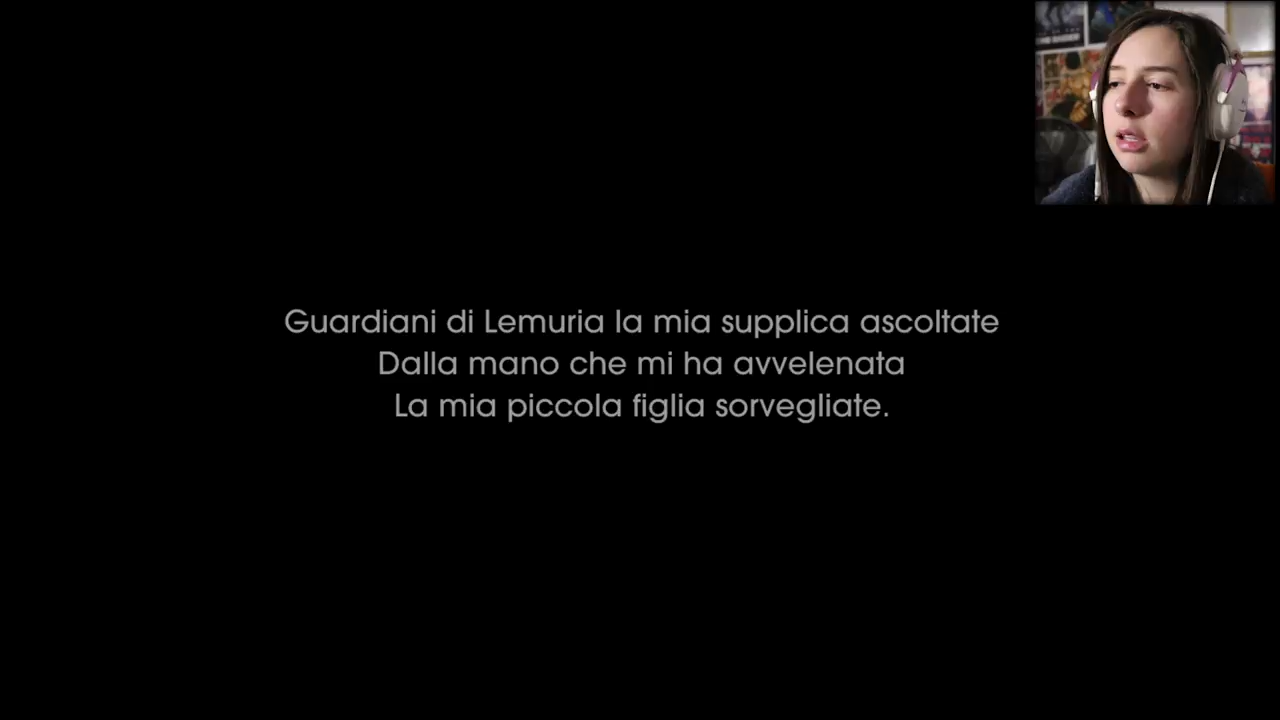 Guardiani di Lemuria la mia supplica ascoltate
Dalla mano che mi ha avvelenata
La mia piccola figlia sorvegliate.